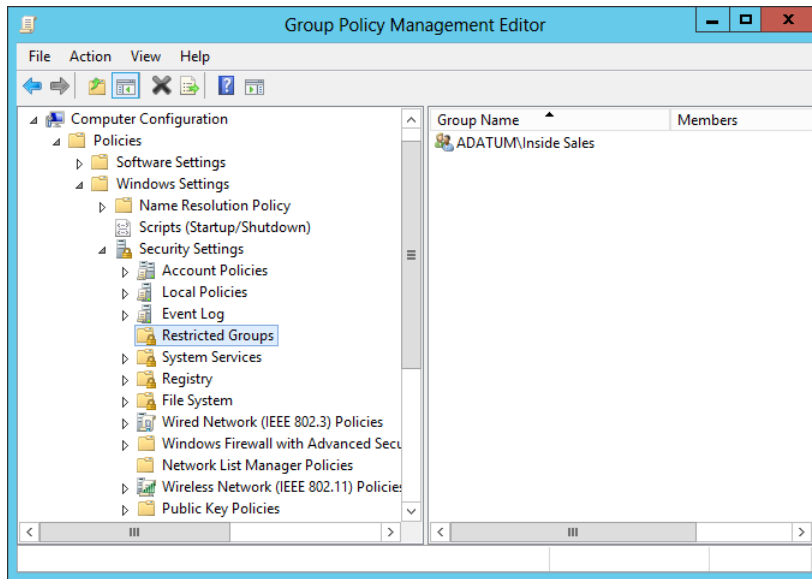 Group Policy Management Editor
File Action View Help
Computer Configuration
Policies
Software Settings
Windows Settings
Name Resolution Policy
Scripts (Startup/Shutdown)
Security Settings
Account Policies
Local Policies
Event Log
Restricted Groups
System Services
Registry
File System
Wired Network (IEEE 802.3) Policies
Windows Firewall with Advanced Secu
Network List Manager Policies
Wireless Network (IEEE 802.11) Policies
Public Key Policies
Group Name Members
ADATUM\Inside Sales